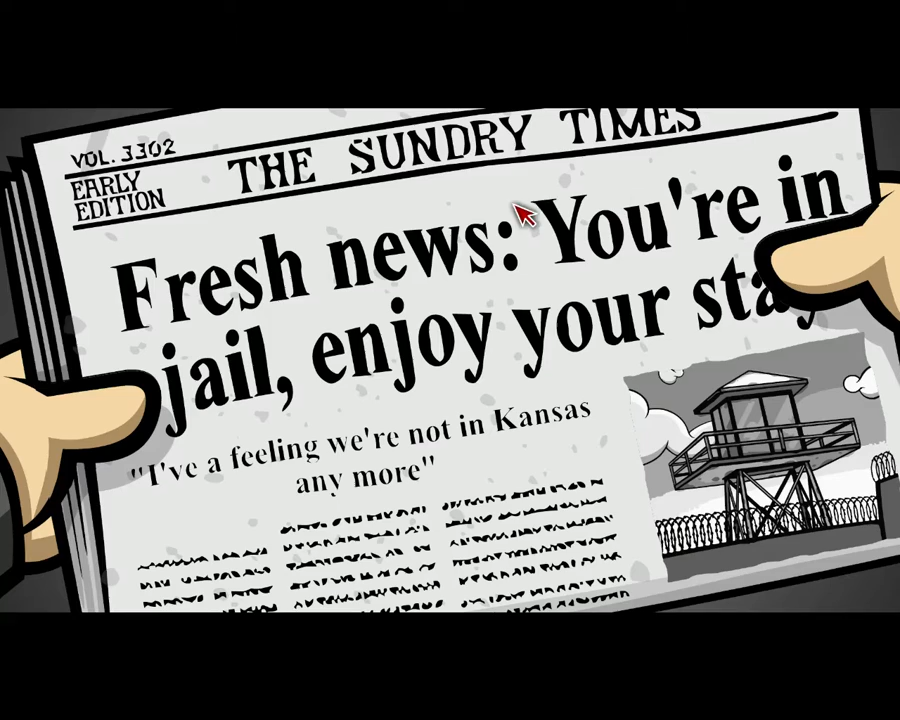 VOL. 3302
EARLY
EDITION
THE SUNDRY TIMES
Fresh news: You're in
jail, enjoy your stay
"I've a feeling we're not in Kansas
any more"